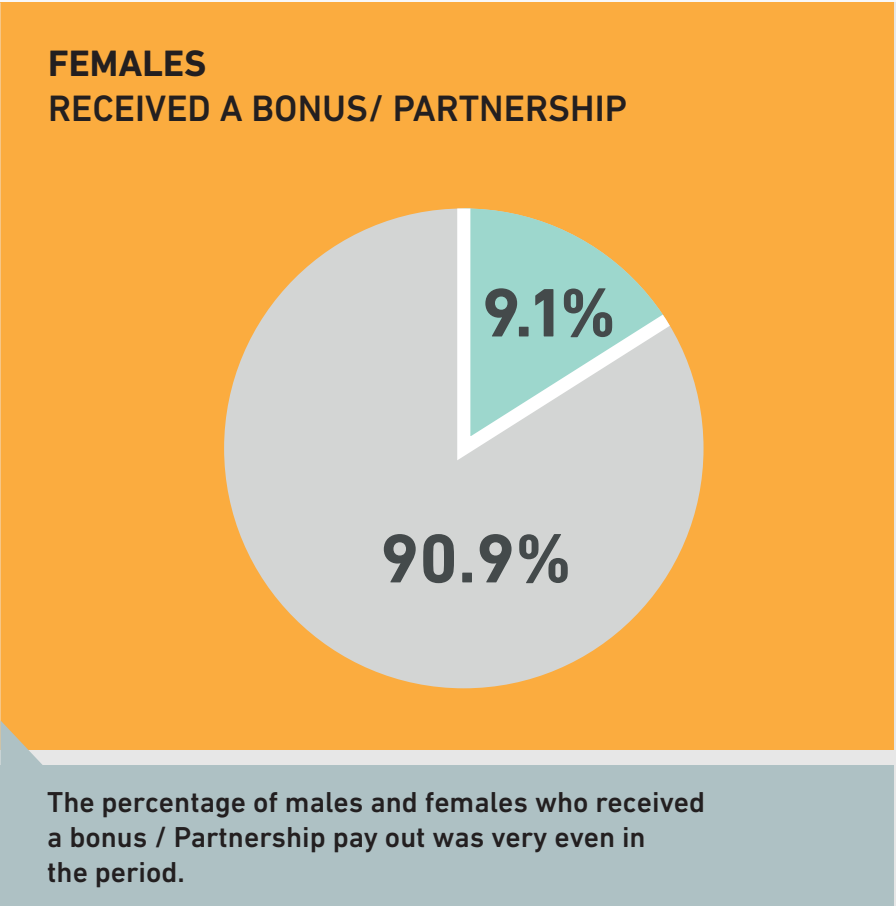 FEMALES
RECEIVED A BONUS/ PARTNERSHIP
9.1%
90.9%
The percentage of males and females who received
a bonus / Partnership pay out was very even in
the period.